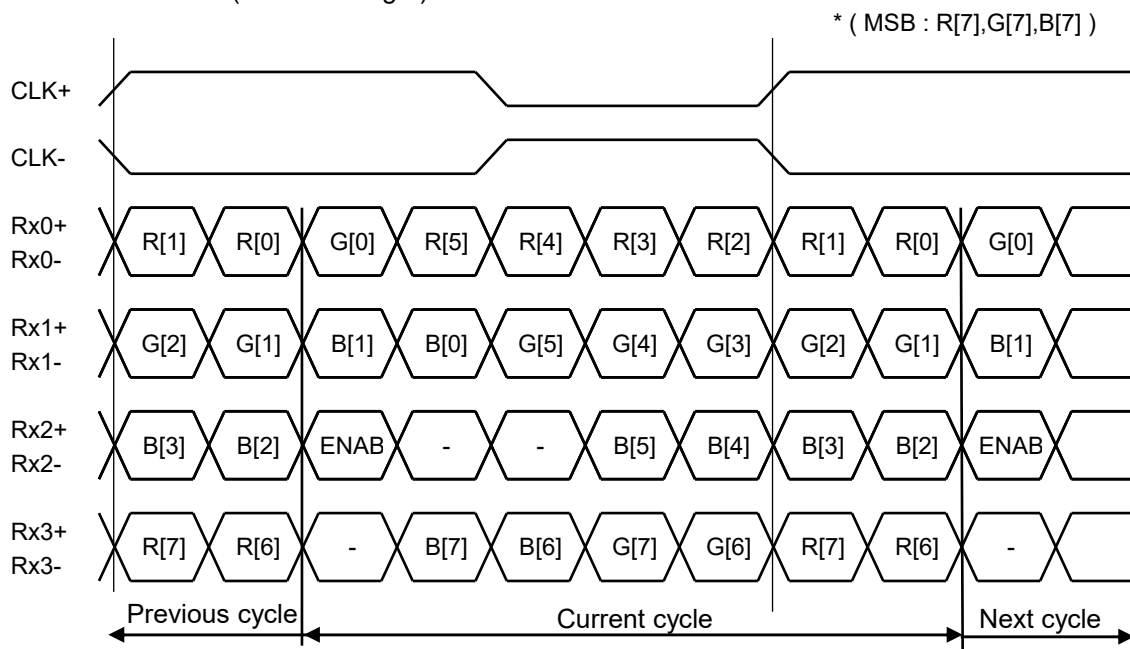 * ( MSB : R[7],G[7],B[7] )
CLK+
CLK-
Rx0+
Rx0-
R[1] R[0] G[0] R[5] R[4] R[3] R[2] R[1] R[0] G[0]
Rx1+
Rx1-
G[2] G[1] B[1] B[0] G[5] G[4] G[3] G[2] G[1] B[1]
Rx2+
Rx2-
B[3] B[2] ENAB - - B[5] B[4] B[3] B[2] ENAB
Rx3+
Rx3-
R[7] R[6] - B[7] B[6] G[7] G[6] R[7] R[6] -
Previous cycle Current cycle Next cycle